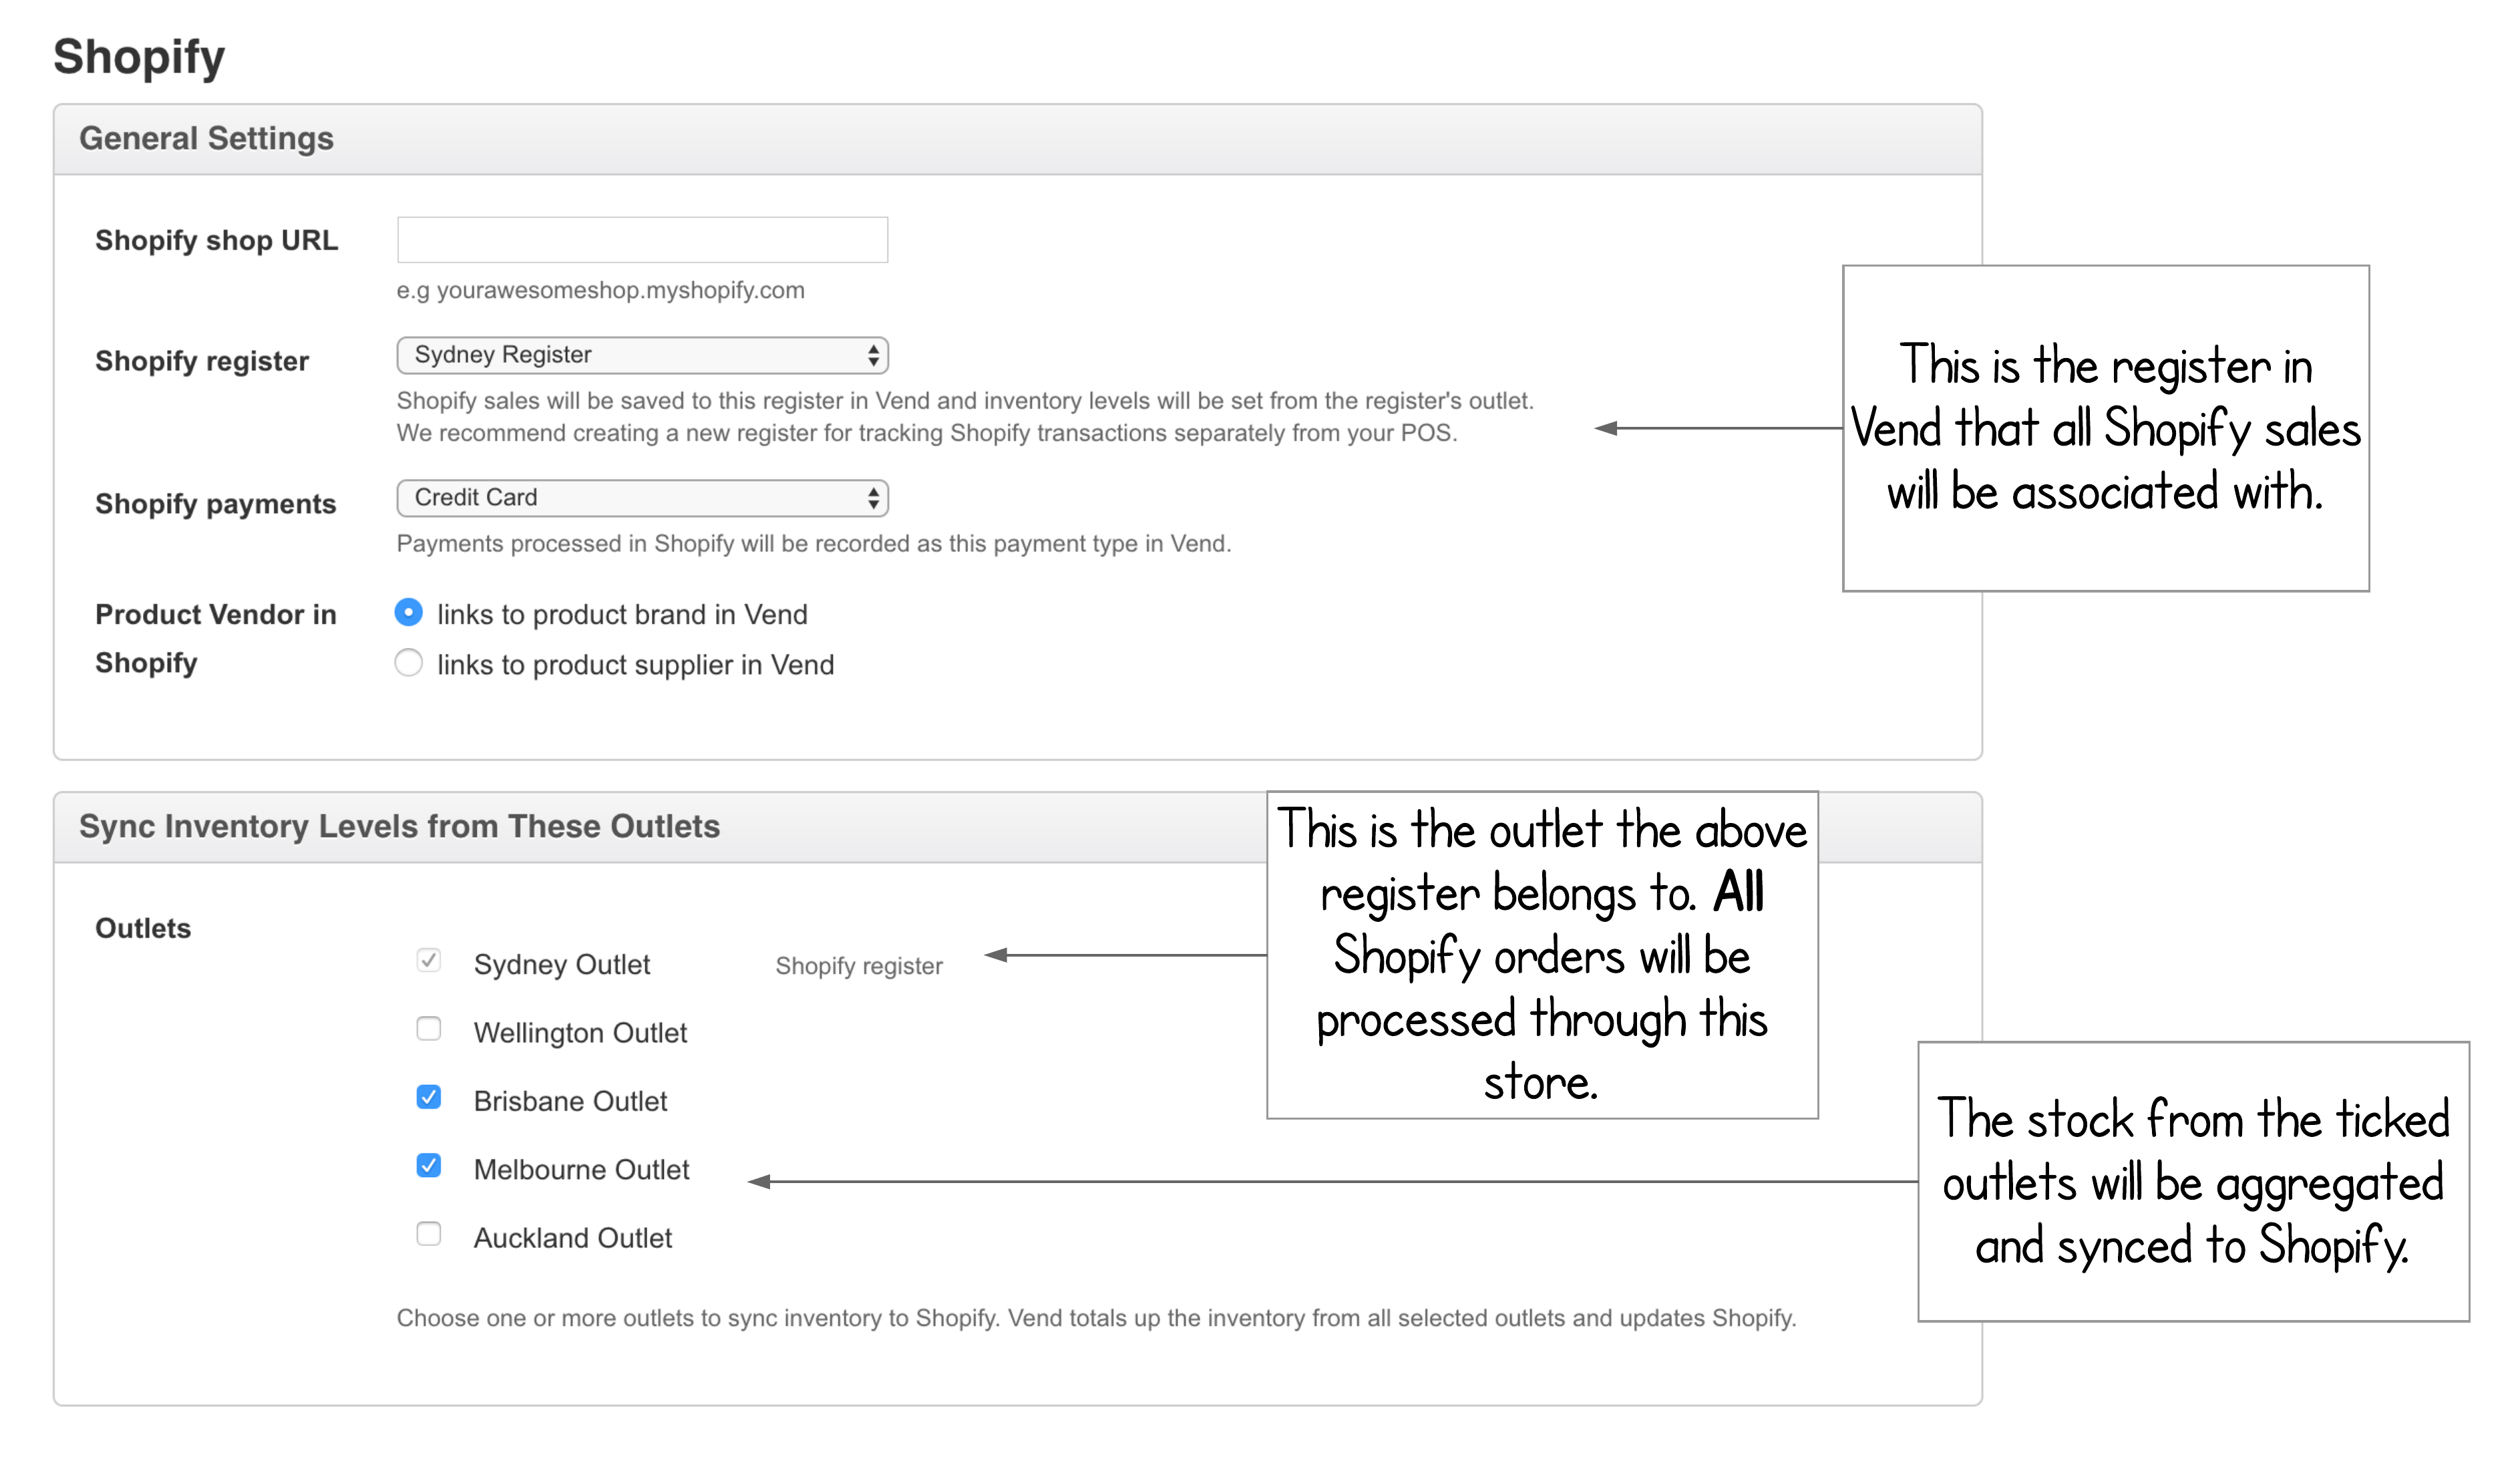 Shopify
General Settings
Shopify shop URL
e.g yourawesomeshop.myshopify.com
Shopify register
Sydney Register
Shopify sales will be saved to this register in Vend and inventory levels will be set from the register's outlet.
We recommend creating a new register for tracking Shopify transactions separately from your POS.
This is the register in
Vend that all Shopify sales
will be associated with.
Shopify payments
Credit Card
Payments processed in Shopify will be recorded as this payment type in Vend.
Product Vendor in
Shopify
links to product brand in Vend
links to product supplier in Vend
Sync Inventory Levels from These Outlets
Outlets
Sydney Outlet
Shopify register
This is the outlet the above
register belongs to. All
Shopify orders will be
processed through this
store.
Wellington Outlet
Brisbane Outlet
Melbourne Outlet
Auckland Outlet
The stock from the ticked
outlets will be aggregated
and synced to Shopify.
Choose one or more outlets to sync inventory to Shopify. Vend totals up the inventory from all selected outlets and updates Shopify.